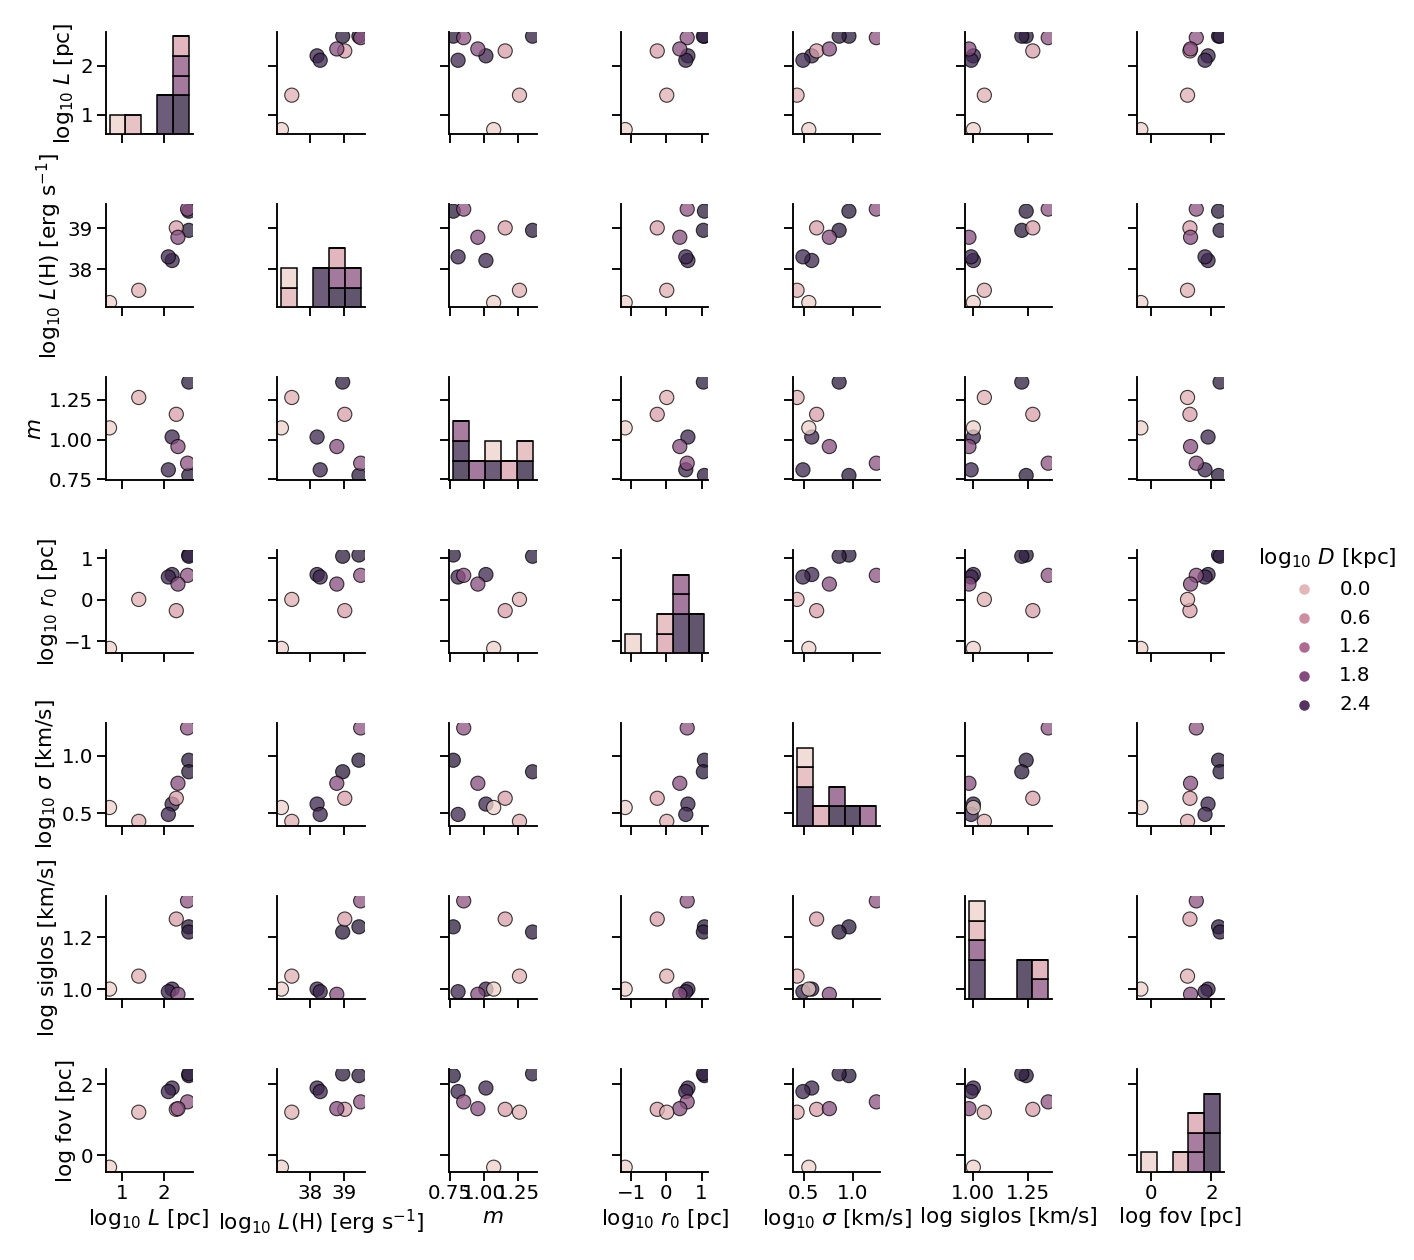 log₁₀ L [pc]
2
1
log₁₀ L(H) [erg s⁻¹]
39
38
m
1.25
1.00
0.75
log₁₀ r₀ [pc]
1
0
−1
log₁₀ D [kpc]
0.0
0.6
1.2
1.8
2.4
log₁₀ σ [km/s]
1.0
0.5
log siglos [km/s]
1.2
1.0
log fov [pc]
2
0
1 2 38 39 0.75 1.00 1.25 −1 0 1 0.5 1.0 1.00 1.25 0 2
log₁₀ L [pc] log₁₀ L(H) [erg s⁻¹] m log₁₀ r₀ [pc] log₁₀ σ [km/s] log siglos [km/s] log fov [pc]